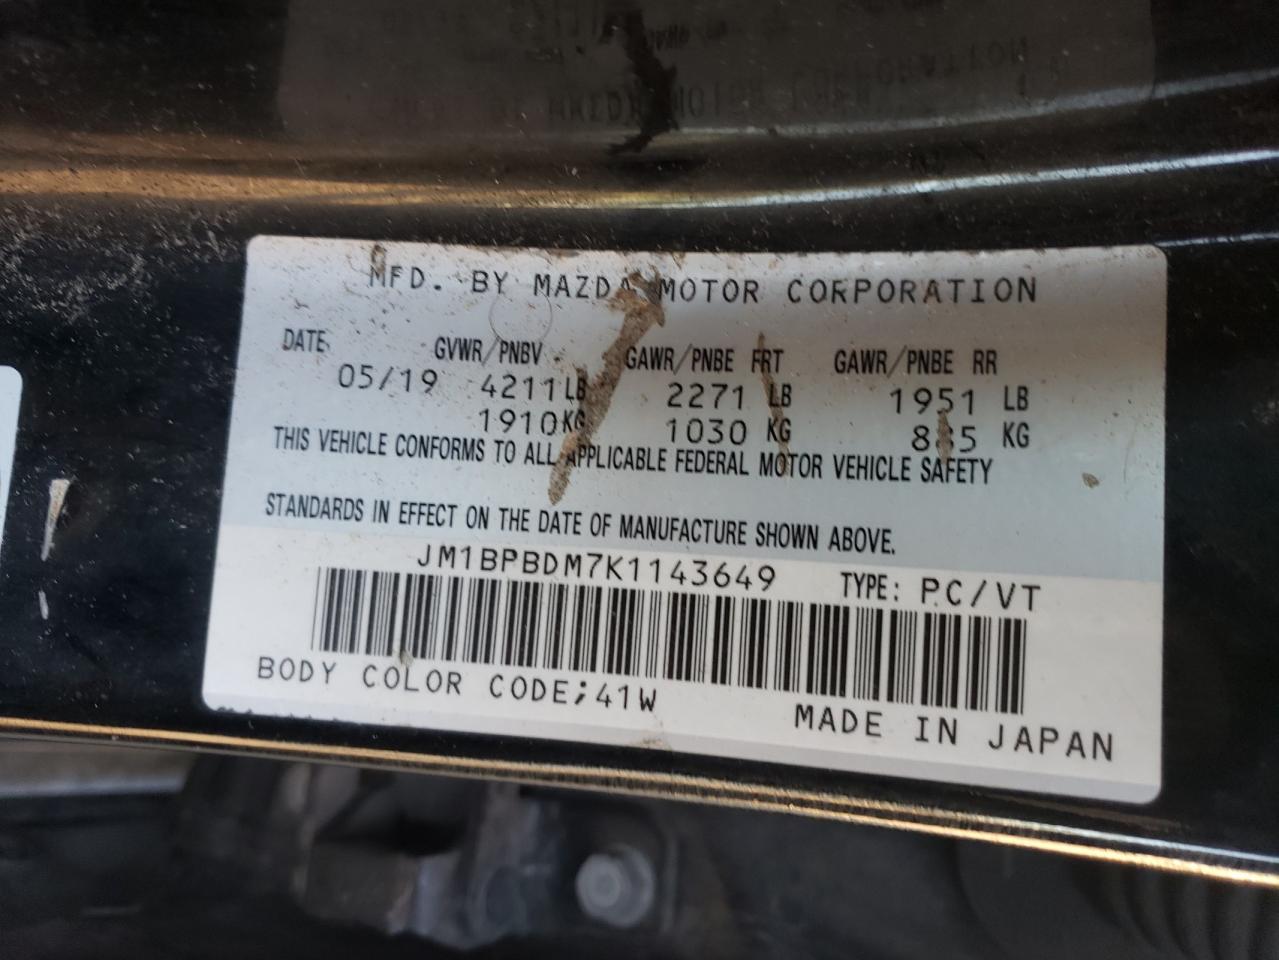 MFD. BY MAZDA MOTOR CORPORATION
DATE GVWR/PNBV GAWR/PNBE FRT GAWR/PNBE RR
05/19 4211LB 2271 LB 1951 LB
1910KG 1030 KG 885 KG
THIS VEHICLE CONFORMS TO ALL APPLICABLE FEDERAL MOTOR VEHICLE SAFETY
STANDARDS IN EFFECT ON THE DATE OF MANUFACTURE SHOWN ABOVE.
JM1BPBDM7K1143649 TYPE: PC/VT
BODY COLOR CODE;41W
MADE IN JAPAN